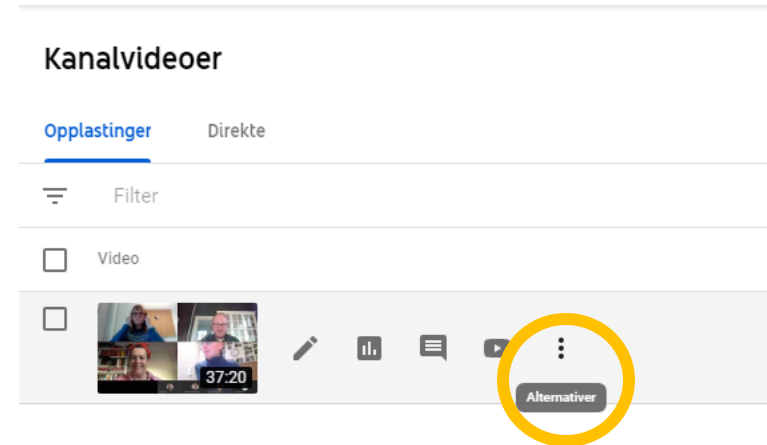 Kanalvideoer
Opplastinger Direkte
Filter
Video
37:20
Alternativer